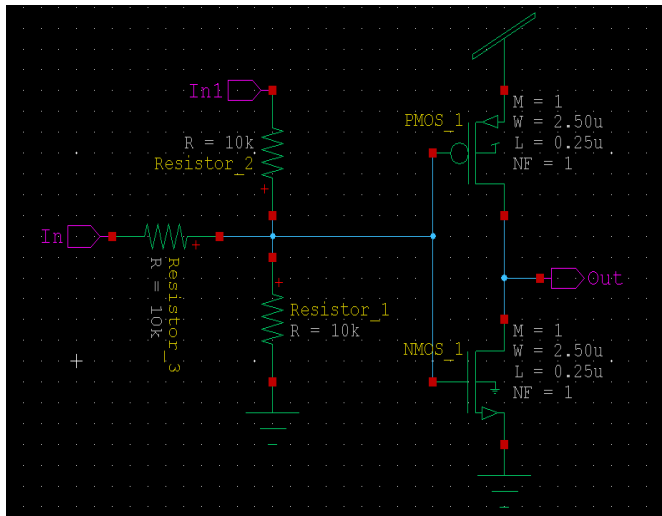 In1
R = 10k
Resistor_2
In
Resistor_3
R = 10k
Resistor_1
R = 10k
PMOS_1
M = 1
W = 2.50u
L = 0.25u
NF = 1
Out
NMOS_1
M = 1
W = 2.50u
L = 0.25u
NF = 1